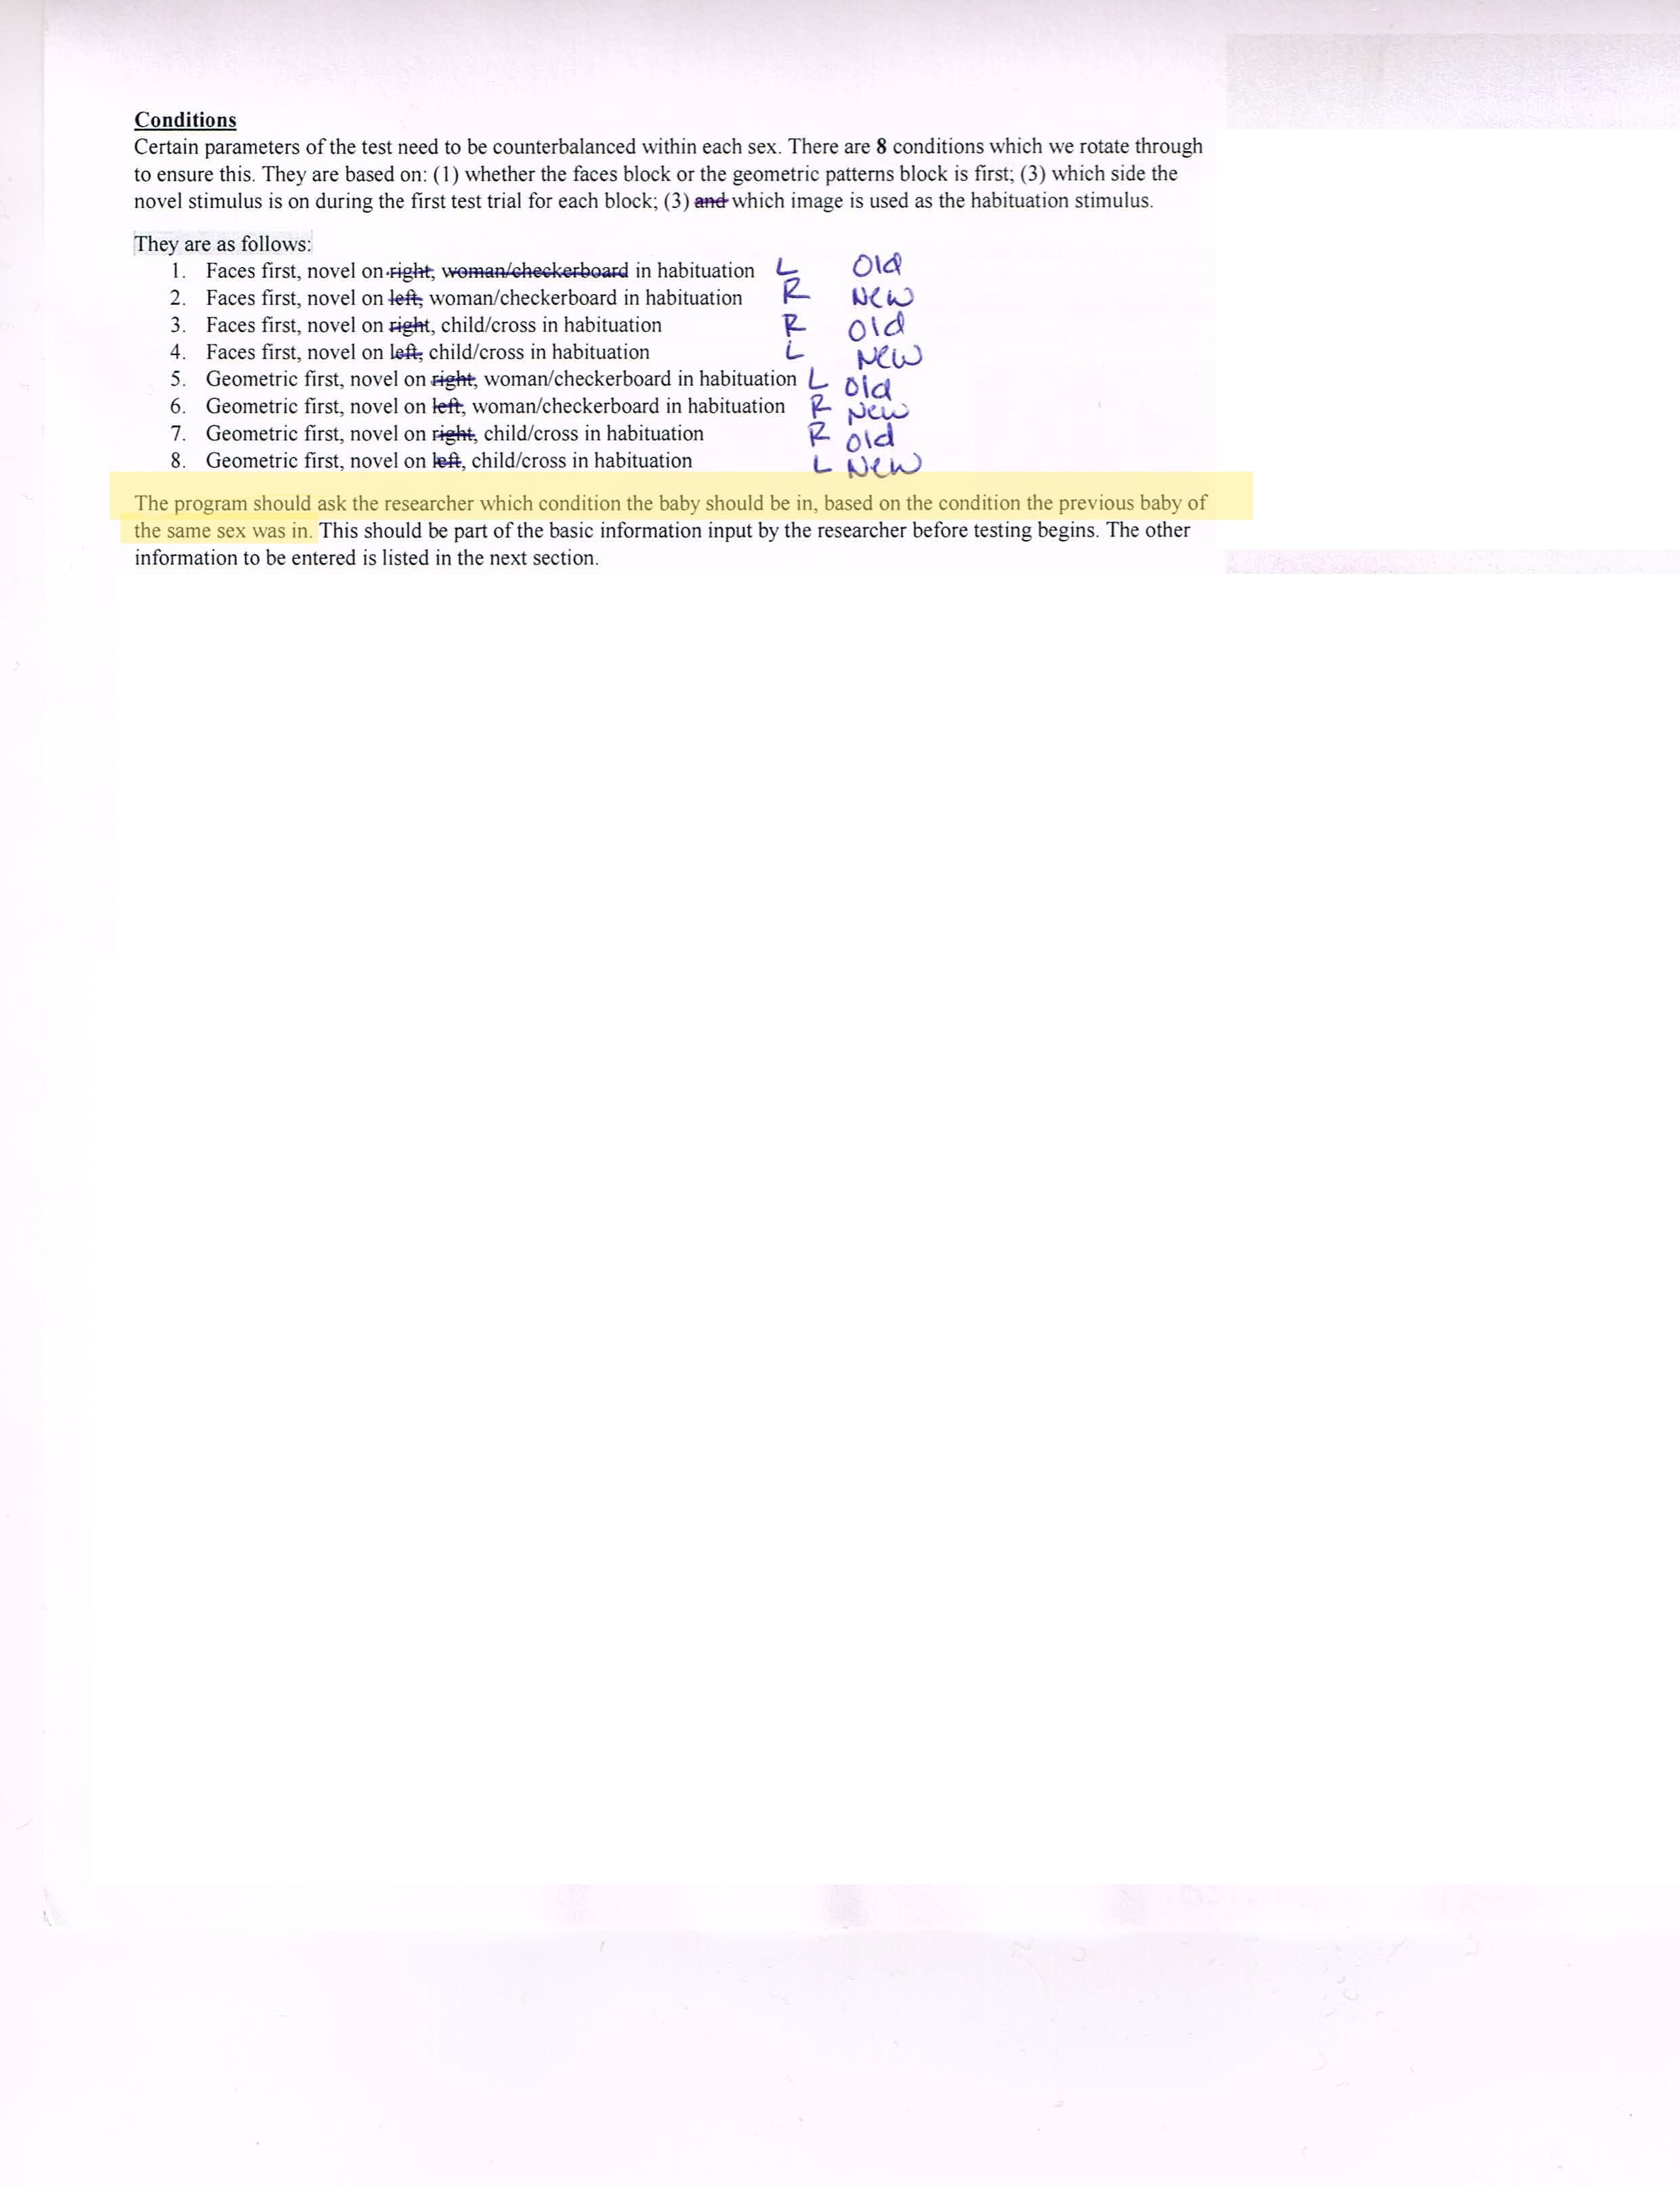 Conditions
Certain parameters of the test need to be counterbalanced within each sex. There are 8 conditions which we rotate through
to ensure this. They are based on: (1) whether the faces block or the geometric patterns block is first; (3) which side the
novel stimulus is on during the first test trial for each block; (3) and which image is used as the habituation stimulus.
They are as follows:
1. Faces first, novel on right, woman/checkerboard in habituation L Old
2. Faces first, novel on left, woman/checkerboard in habituation R New
3. Faces first, novel on right, child/cross in habituation R Old
4. Faces first, novel on left, child/cross in habituation L New
5. Geometric first, novel on right, woman/checkerboard in habituation L Old
6. Geometric first, novel on left, woman/checkerboard in habituation R New
7. Geometric first, novel on right, child/cross in habituation R Old
8. Geometric first, novel on left, child/cross in habituation L New
The program should ask the researcher which condition the baby should be in, based on the condition the previous baby of
the same sex was in. This should be part of the basic information input by the researcher before testing begins. The other
information to be entered is listed in the next section.